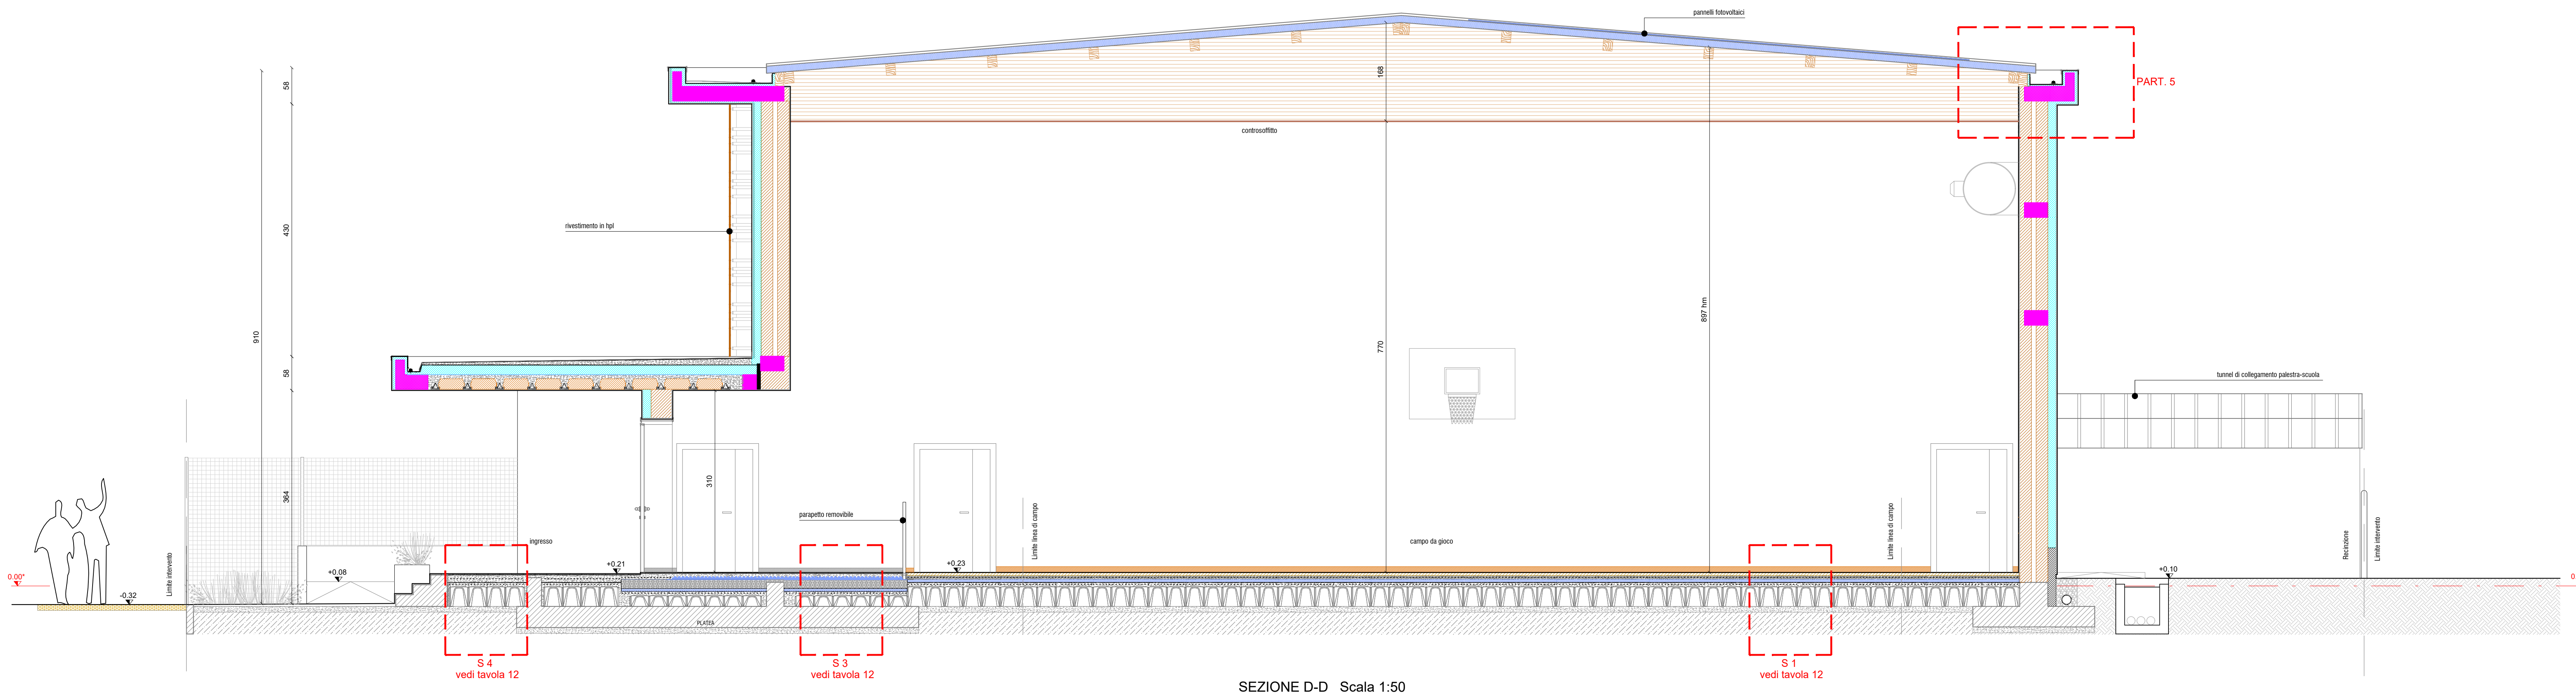 pannelli fotovoltaici
PART. 5
58
168
controsoffitto
910
430
rivestimento in hpl
897 hm
770
58
tunnel di collegamento palestra-scuola
364
310
parapetto removibile
Limite linea di campo
Limite linea di campo
Recinzione
Limite intervento
Limite intervento
ingresso
campo da gioco
0.00*
+0.08
+0.21
+0.23
+0.10
0.
-0.32
PLATEA
S 4
vedi tavola 12
S 3
vedi tavola 12
S 1
vedi tavola 12
SEZIONE D-D Scala 1:50